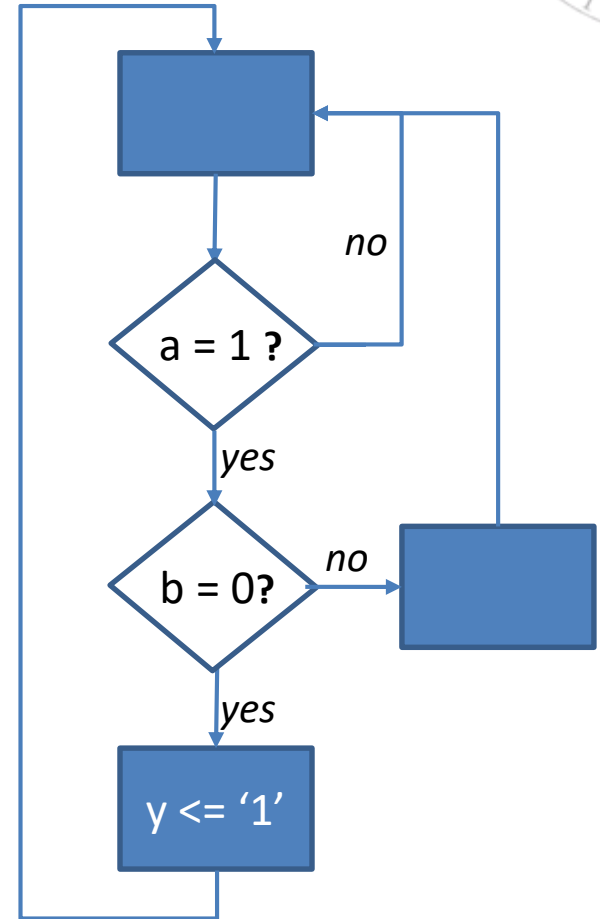 no
a = 1 ?
yes
no
b = 0?
yes
y <= ‘1’